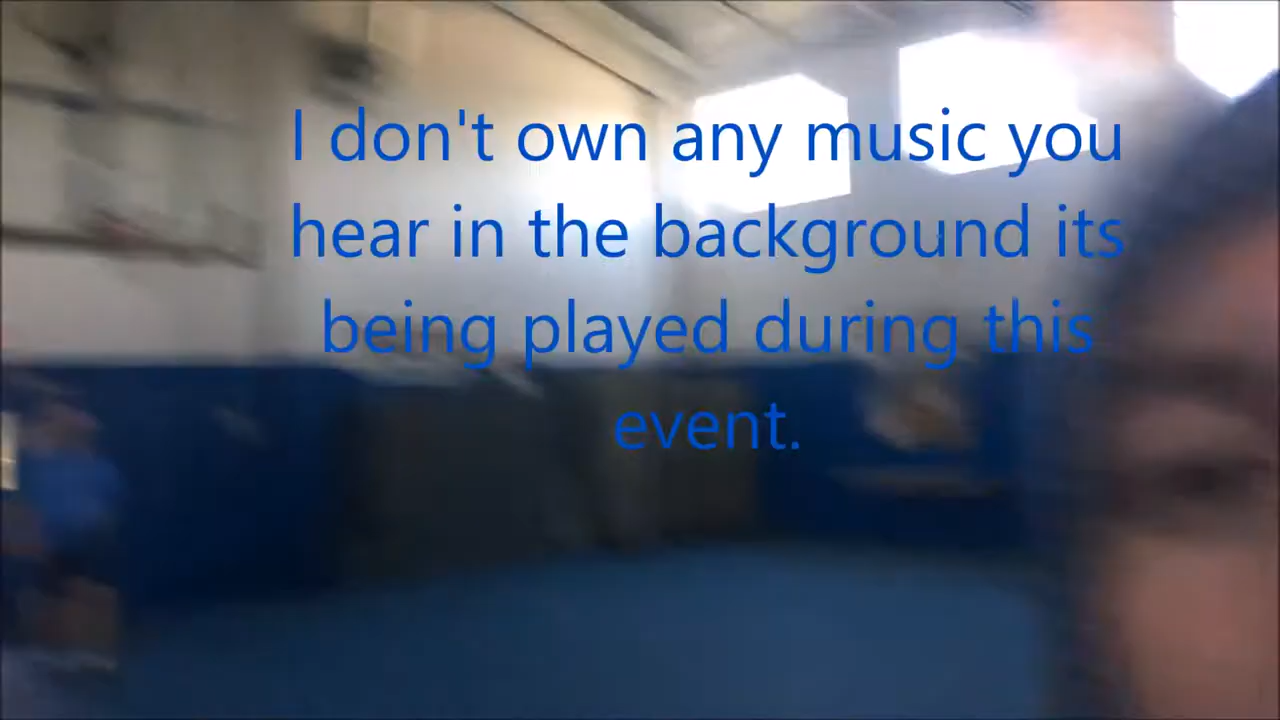 I don't own any music you
hear in the background its
being played during this
event.